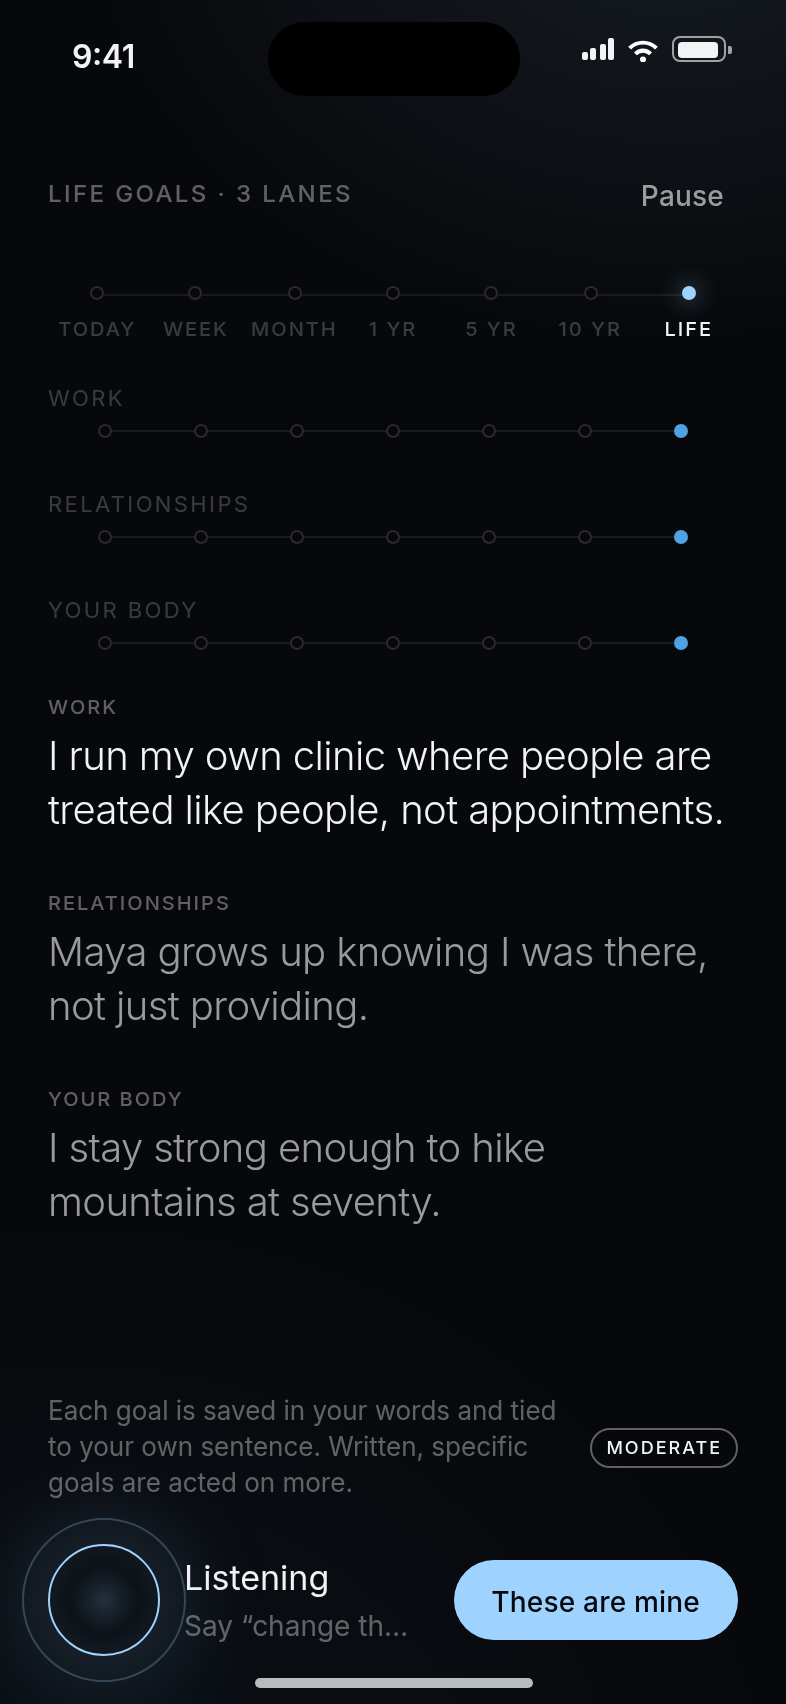 9:41
LIFE GOALS · 3 LANES
Pause
TODAY WEEK MONTH 1 YR 5 YR 10 YR LIFE
WORK
RELATIONSHIPS
YOUR BODY
WORK
I run my own clinic where people are
treated like people, not appointments.
RELATIONSHIPS
Maya grows up knowing I was there,
not just providing.
YOUR BODY
I stay strong enough to hike
mountains at seventy.
Each goal is saved in your words and tied
to your own sentence. Written, specific
goals are acted on more.
MODERATE
Listening
Say “change th...
These are mine